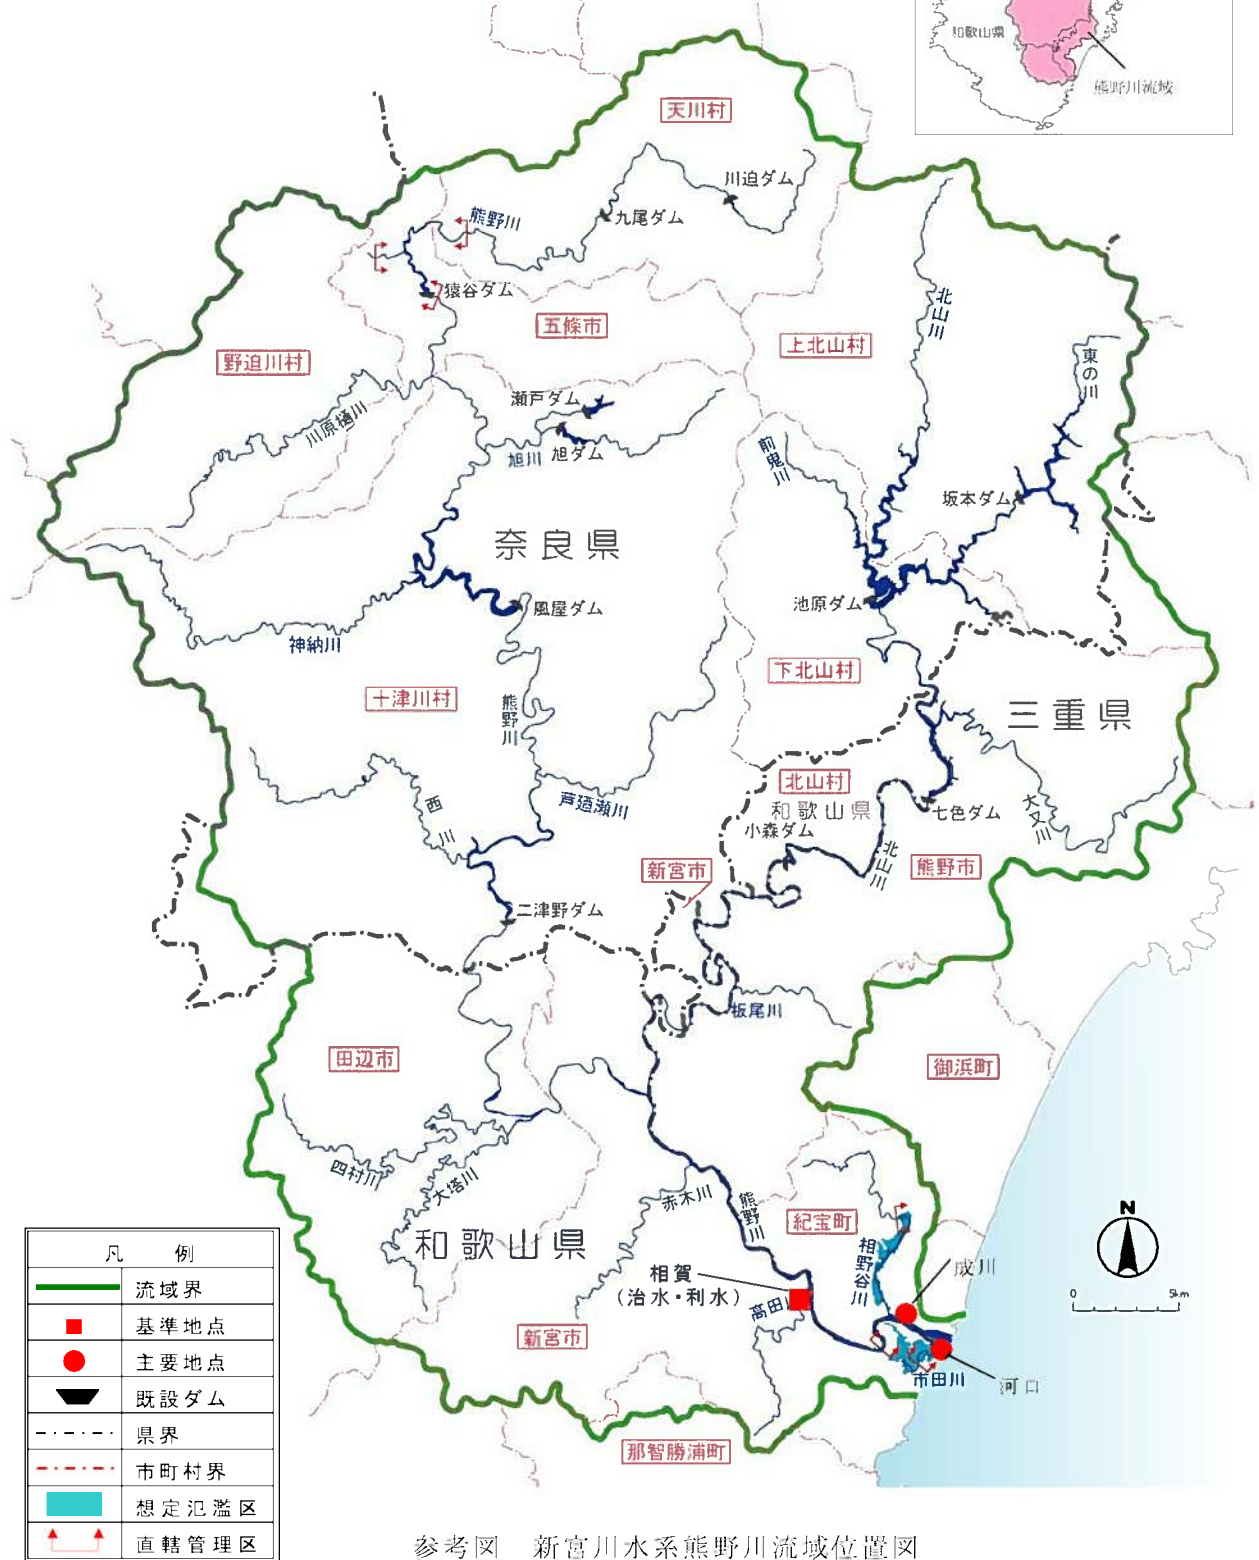 和歌山県
熊野川流域
天川村
川迫ダム
九尾ダム
熊野川
猿谷ダム
五條市
北山川
上北山村
野迫川村
東の川
瀬戸ダム
川原樋川
旭川
旭ダム
前鬼川
坂本ダム
奈良県
池原ダム
風屋ダム
神納川
下北山村
十津川村
熊野川
三重県
北山村
和歌山県
七色ダム
大又川
芦廼瀬川
西川
小森ダム
北山川
新宮市
熊野市
二津野ダム
板尾川
田辺市
御浜町
四村川
大塔川
赤木川
熊野川
紀宝町
N
和歌山県
相野谷川
成川
相賀
(治水・利水)
高田川
0 5km
新宮市
市田川
河口
那智勝浦町
凡 例
流域界
基準地点
主要地点
既設ダム
県界
市町村界
想定氾濫区
直轄管理区
参考図 新宮川水系熊野川流域位置図